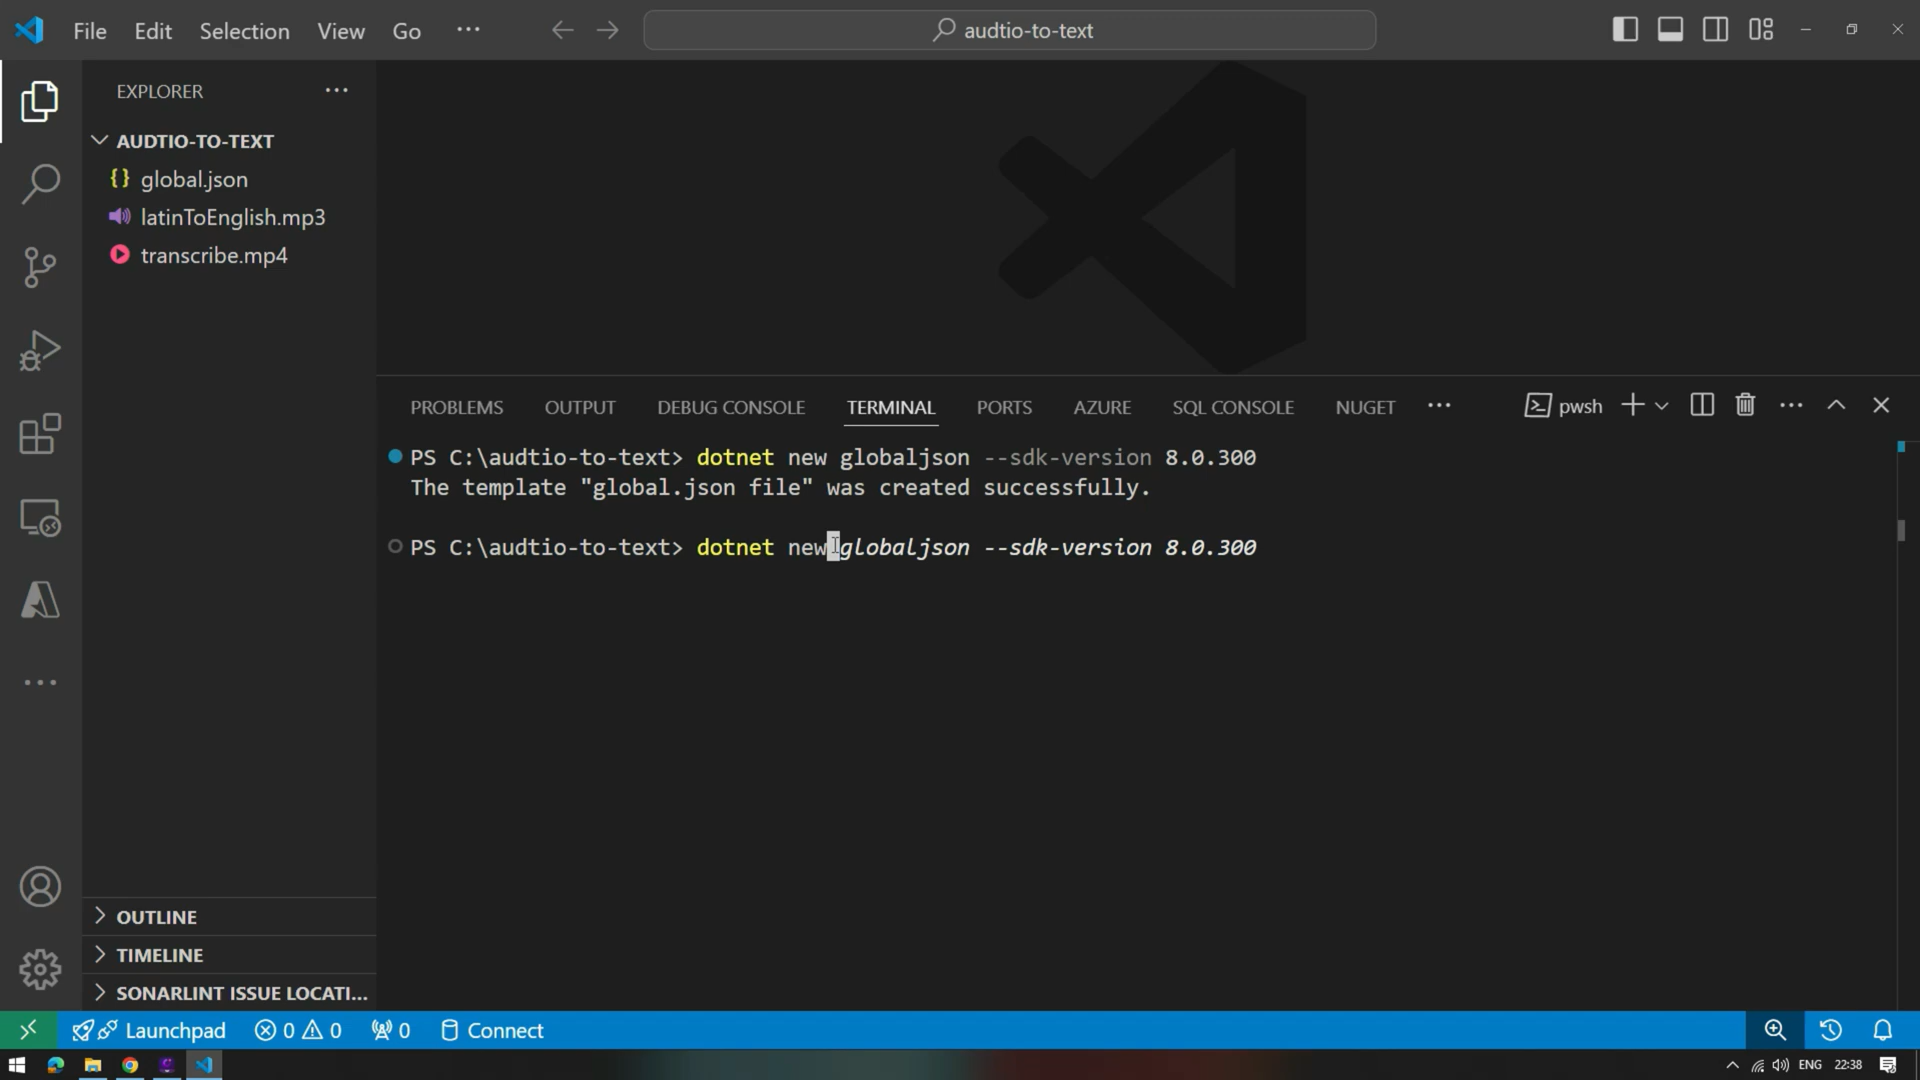 File Edit Selection View Go ··· audtio-to-text
EXPLORER ···
AUDTIO-TO-TEXT
{} global.json
latinToEnglish.mp3
transcribe.mp4
PROBLEMS OUTPUT DEBUG CONSOLE TERMINAL PORTS AZURE SQL CONSOLE NUGET ··· pwsh
PS C:\audtio-to-text> dotnet new globaljson --sdk-version 8.0.300
The template "global.json file" was created successfully.
PS C:\audtio-to-text> dotnet new globaljson --sdk-version 8.0.300
OUTLINE
TIMELINE
SONARLINT ISSUE LOCATI...
Launchpad 0 0 0 Connect
ENG 22:38